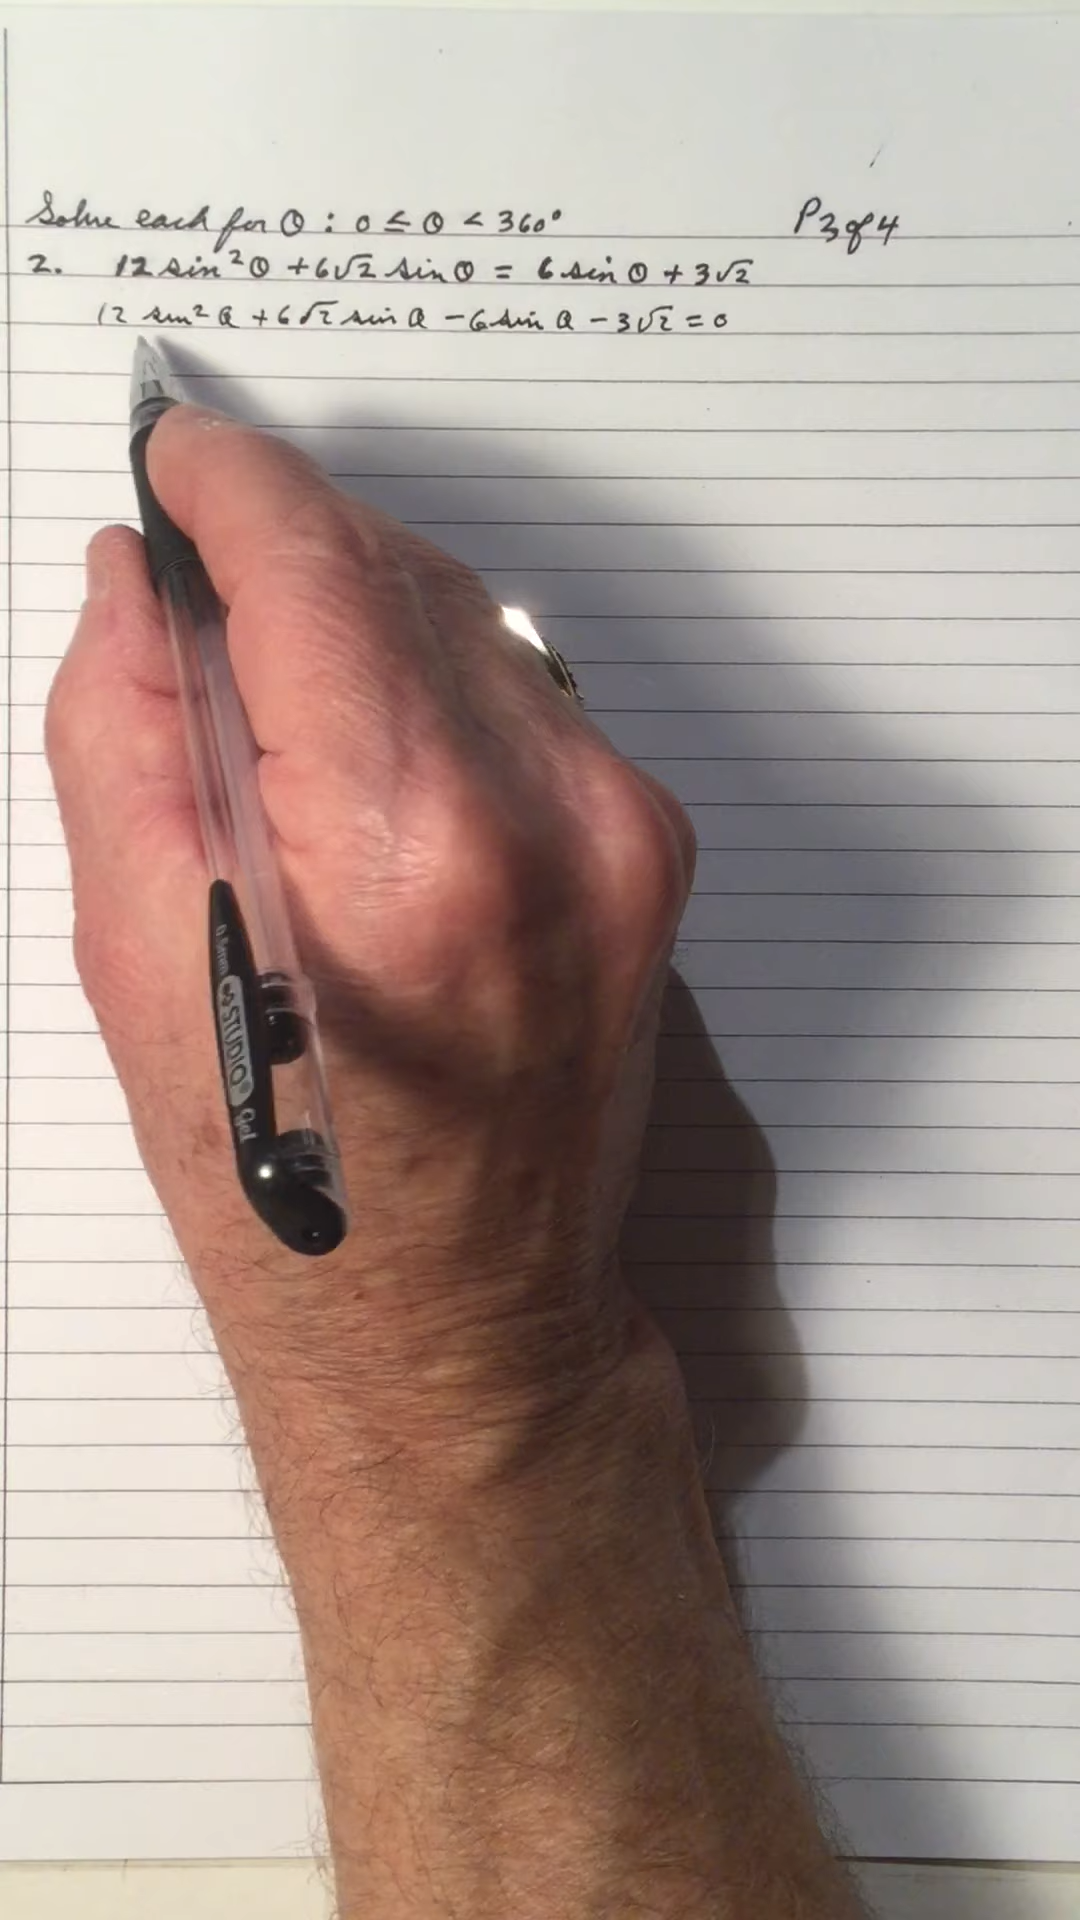 Solve each for θ : 0 ≤ θ < 360°
P 3 of 4
2. 12 sin²θ + 6√2 sin θ = 6 sin θ + 3√2
12 sin²θ + 6√2 sin θ - 6 sin θ - 3√2 = 0
0.5mm STUDIO gel